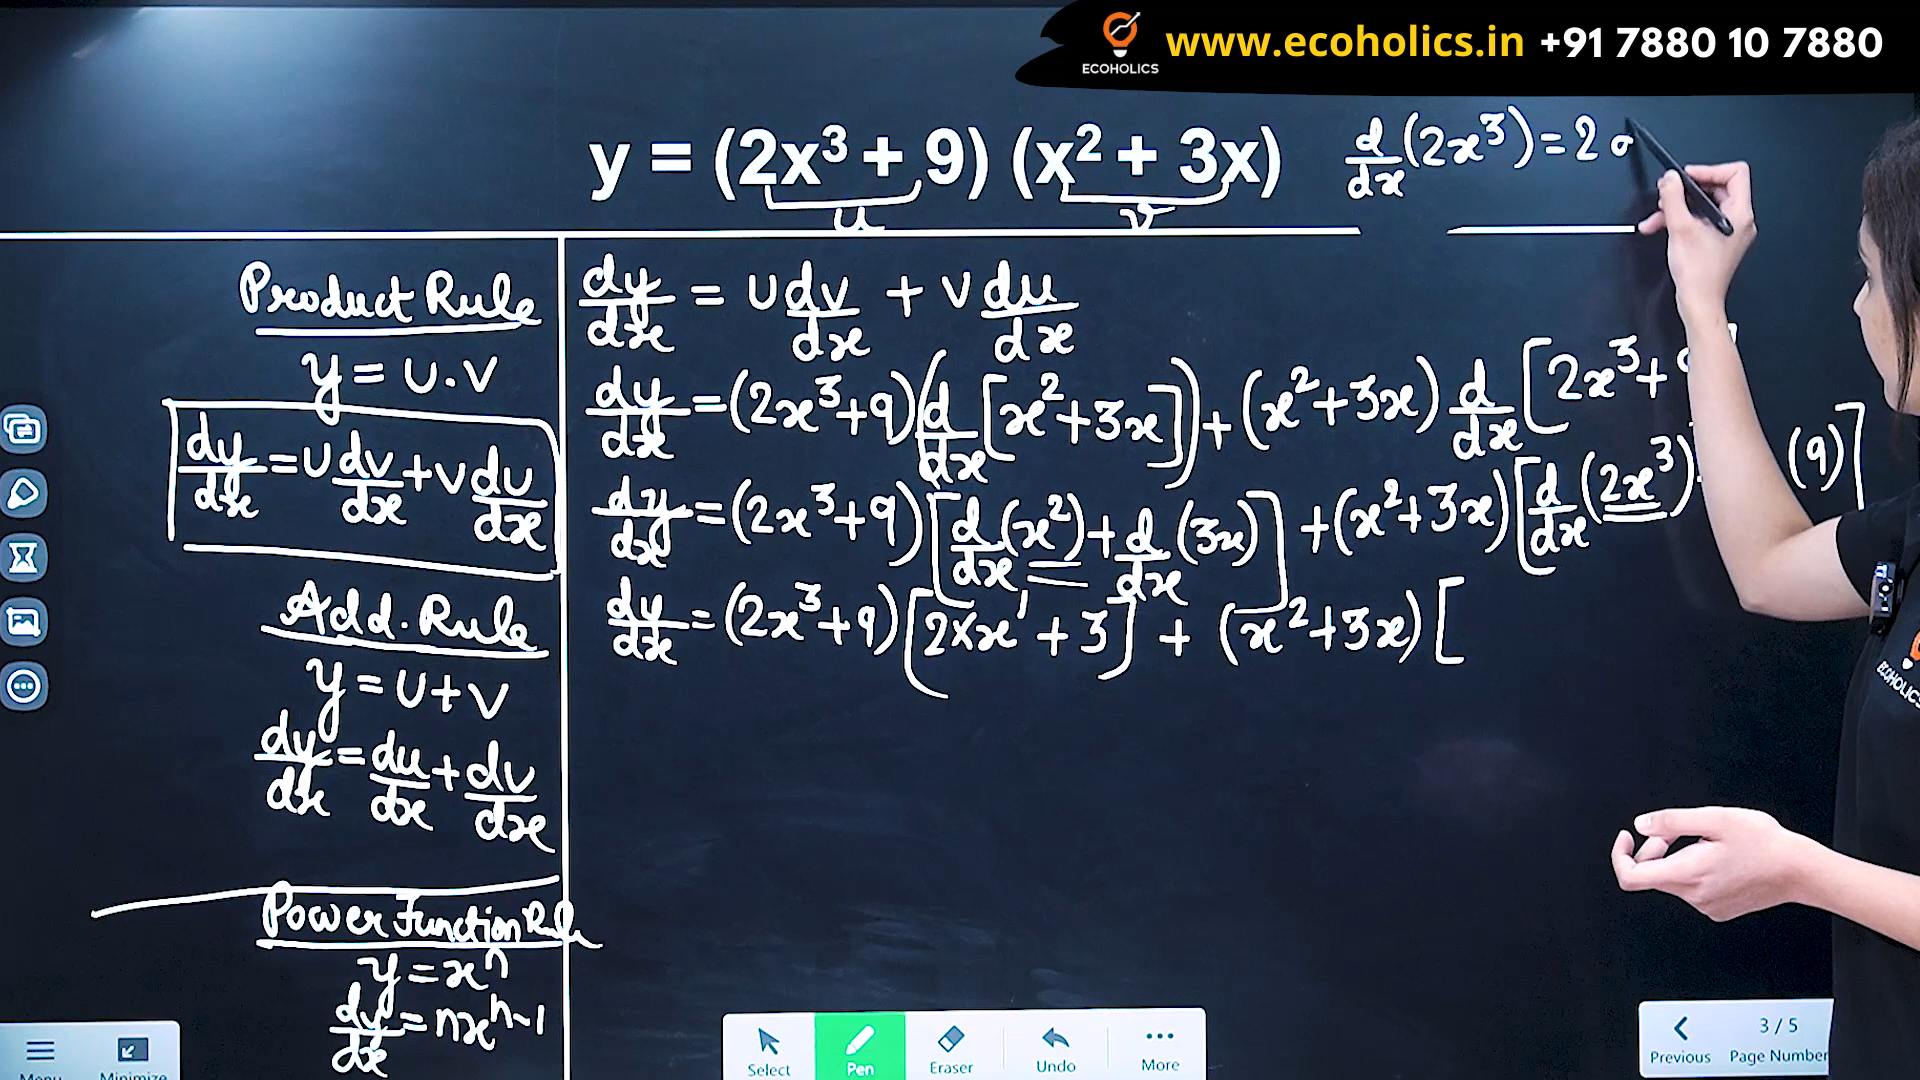 www.ecoholics.in +91 7880 10 7880
ECOHOLICS
y = (2x³ + 9) (x² + 3x)
u
v
d/dx (2x³) = 2
Product Rule
y = u.v
dy/dx = u dv/dx + v du/dx
Add. Rule
y = u + v
dy/dx = du/dx + dv/dx
Power Function Rule
y = xⁿ
dy/dx = nxⁿ⁻¹
dy/dx = u dv/dx + v du/dx
dy/dx = (2x³+9) (d/dx [x²+3x]) + (x²+3x) d/dx [2x³+
dy/dx = (2x³+9) [d/dx (x²) + d/dx (3x)] + (x²+3x) [d/dx (2x³) (9)]
dy/dx = (2x³+9) [2×x¹ + 3] + (x²+3x) [
ECOHOLICS
Menu
Minimize
Select
Pen
Eraser
Undo
More
Previous
3 / 5
Page Number